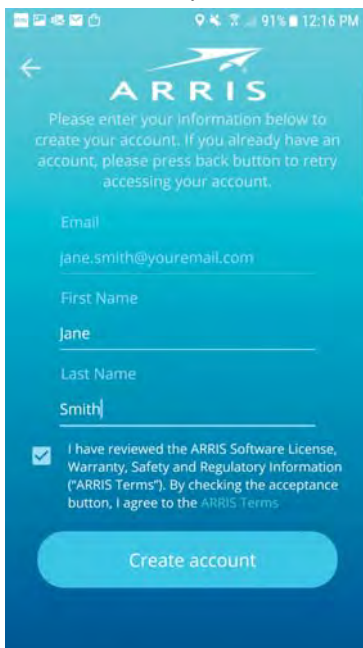 91% 12:16 PM
ARRIS
Please enter your information below to
create your account. If you already have an
account, please press back button to retry
accessing your account.
Email
jane.smith@youremail.com
First Name
Jane
Last Name
Smith
I have reviewed the ARRIS Software License,
Warranty, Safety and Regulatory Information
("ARRIS Terms"). By checking the acceptance
button, I agree to the ARRIS Terms
Create account